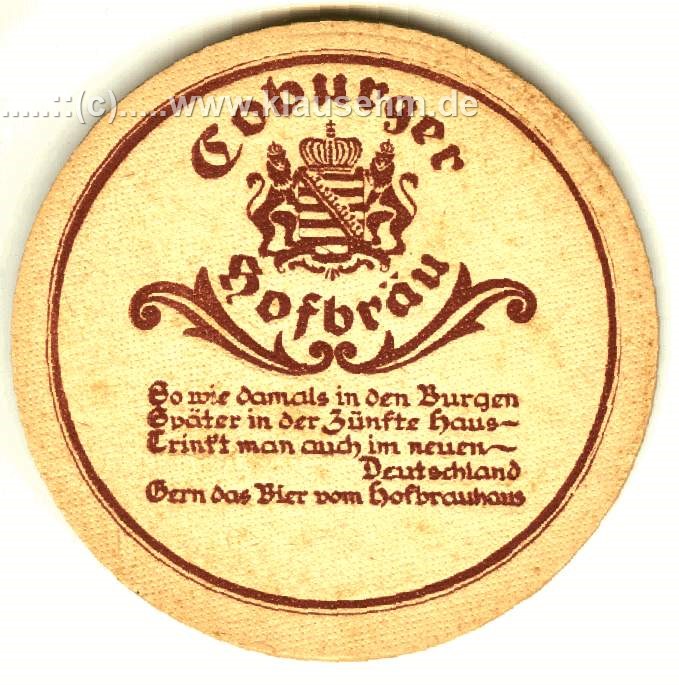 Coburger
.....::(c).....www.klausehm.de
Hofbräu
So wie damals in den Burgen
Später in der Zünfte Haus~
Trinkt man auch im neuen~
Deutschland
Gern das Bier vom Hofbräuhaus